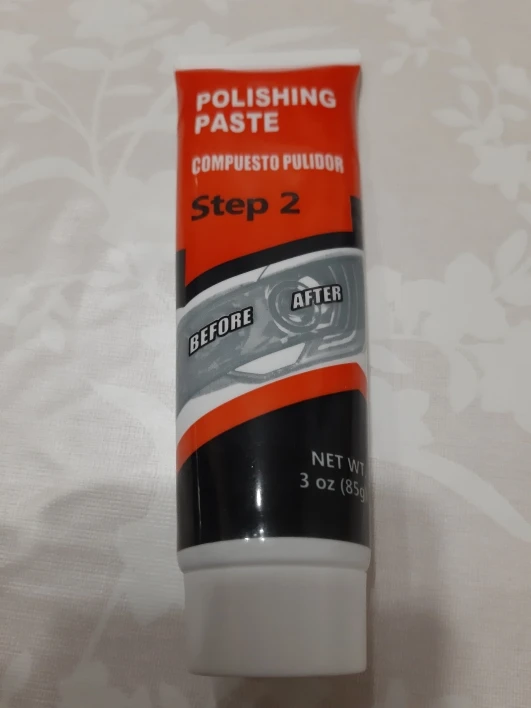 POLISHING
PASTE
COMPUESTO PULIDOR
Step 2
BEFORE
AFTER
NET WT.
3 oz (85g)